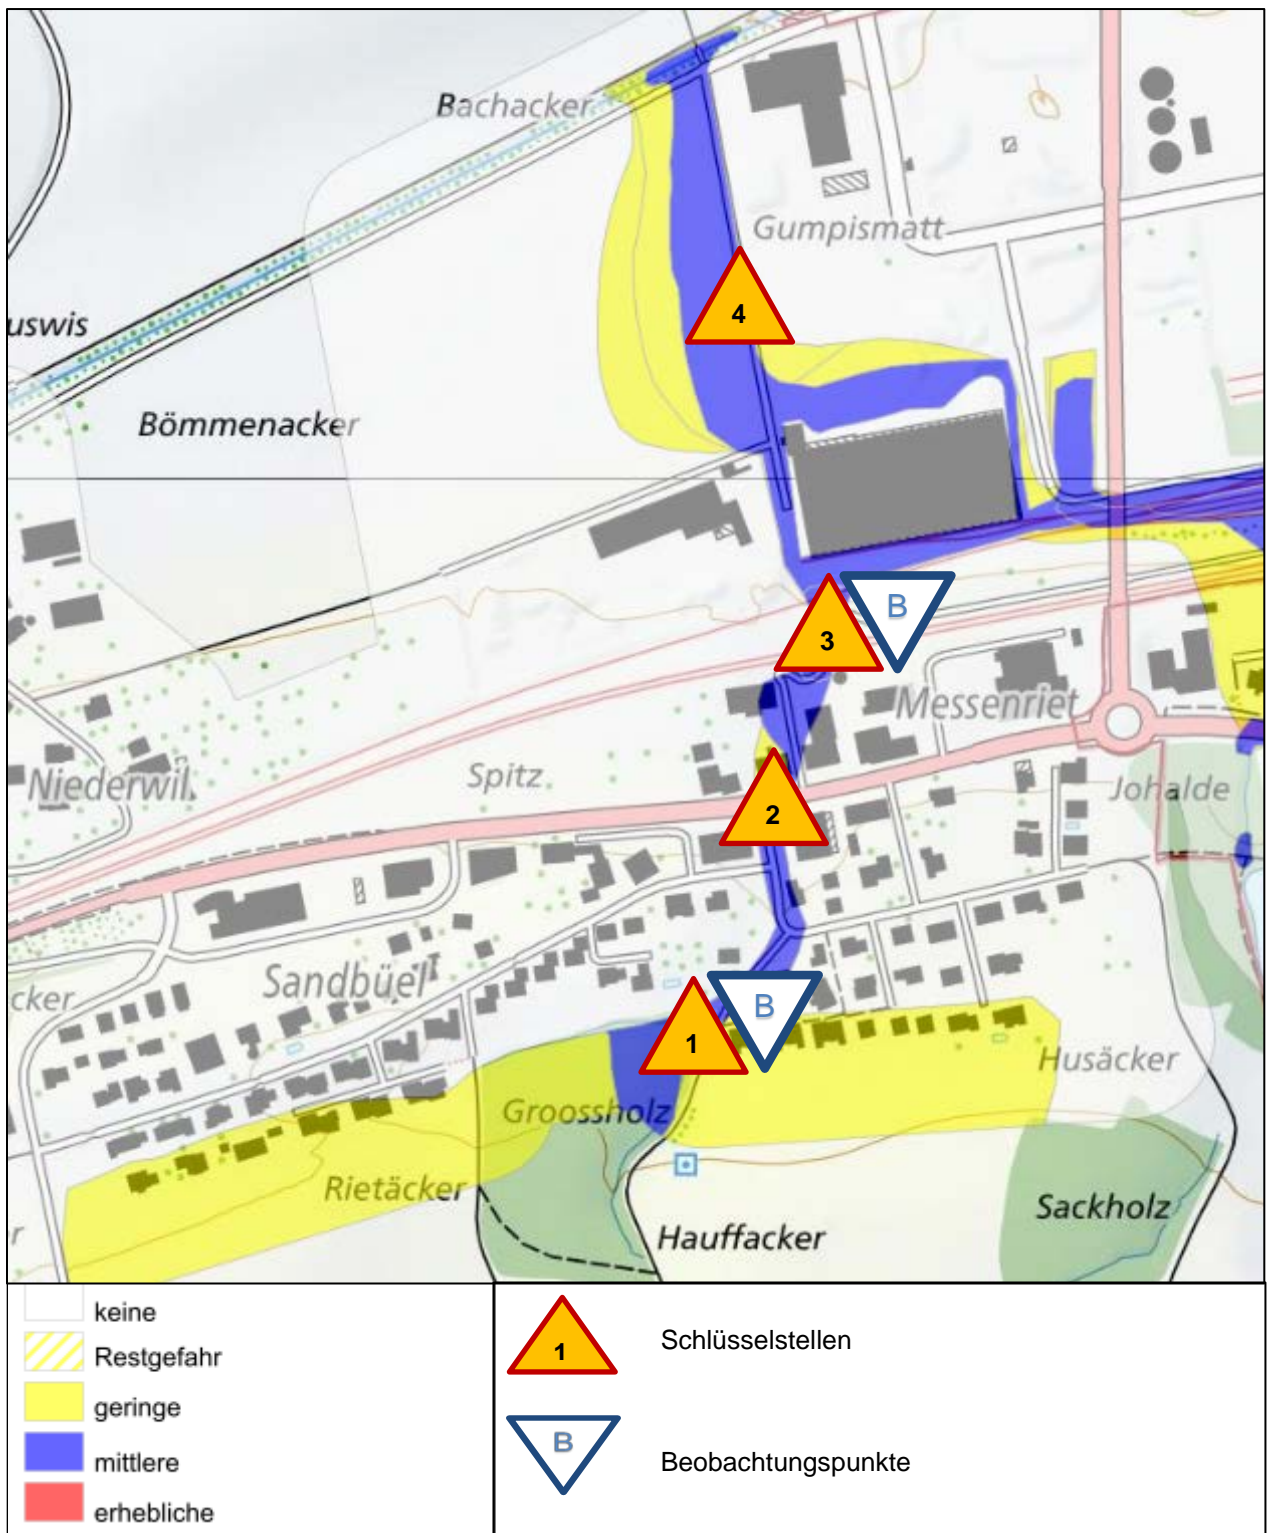 Bachacker
Gumpismatt
uswis
4
Bömmenacker
B
3
Messenriet
Niederwil
Spitz
Johalde
2
cker
Sandbüel
B
1
Husäcker
Groossholz
Rietäcker
Sackholz
r
Hauffacker
keine
Restgefahr
geringe
mittlere
erhebliche
1
Schlüsselstellen
B
Beobachtungspunkte